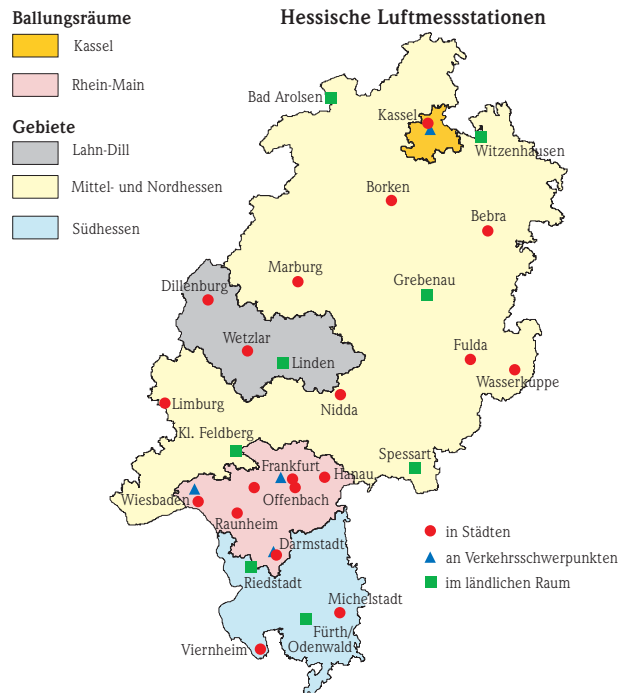 Hessische Luftmessstationen
Ballungsräume
Kassel
Rhein-Main
Gebiete
Lahn-Dill
Mittel- und Nordhessen
Südhessen
Bad Arolsen
Kassel
Witzenhausen
Borken
Bebra
Marburg
Grebenau
Dillenburg
Wetzlar
Linden
Fulda
Wasserkuppe
Limburg
Nidda
Kl. Feldberg
Spessart
Frankfurt
Hanau
Wiesbaden
Offenbach
Raunheim
Darmstadt
Riedstadt
Michelstadt
Fürth/
Odenwald
Viernheim
in Städten
an Verkehrsschwerpunkten
im ländlichen Raum